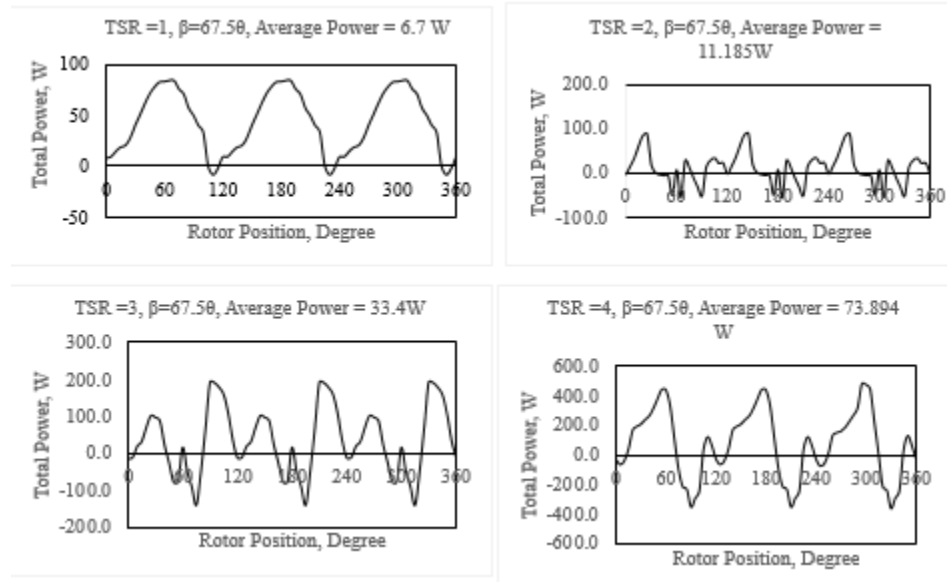 TSR =1, β=67.5θ, Average Power = 6.7 W
Total Power, W
100
50
0
-50
0 60 120 180 240 300 360
Rotor Position, Degree
TSR =2, β=67.5θ, Average Power =
11.185W
Total Power, W
200.0
100.0
0.0
-100.0
0 60 120 180 240 300 360
Rotor Position, Degree
TSR =3, β=67.5θ, Average Power = 33.4W
Total Power, W
300.0
200.0
100.0
0.0
-100.0
-200.0
0 60 120 180 240 300 360
Rotor Position, Degree
TSR =4, β=67.5θ, Average Power = 73.894
W
Total Power, W
600.0
400.0
200.0
0.0
-200.0
-400.0
-600.0
0 60 120 180 240 300 360
Rotor Position, Degree